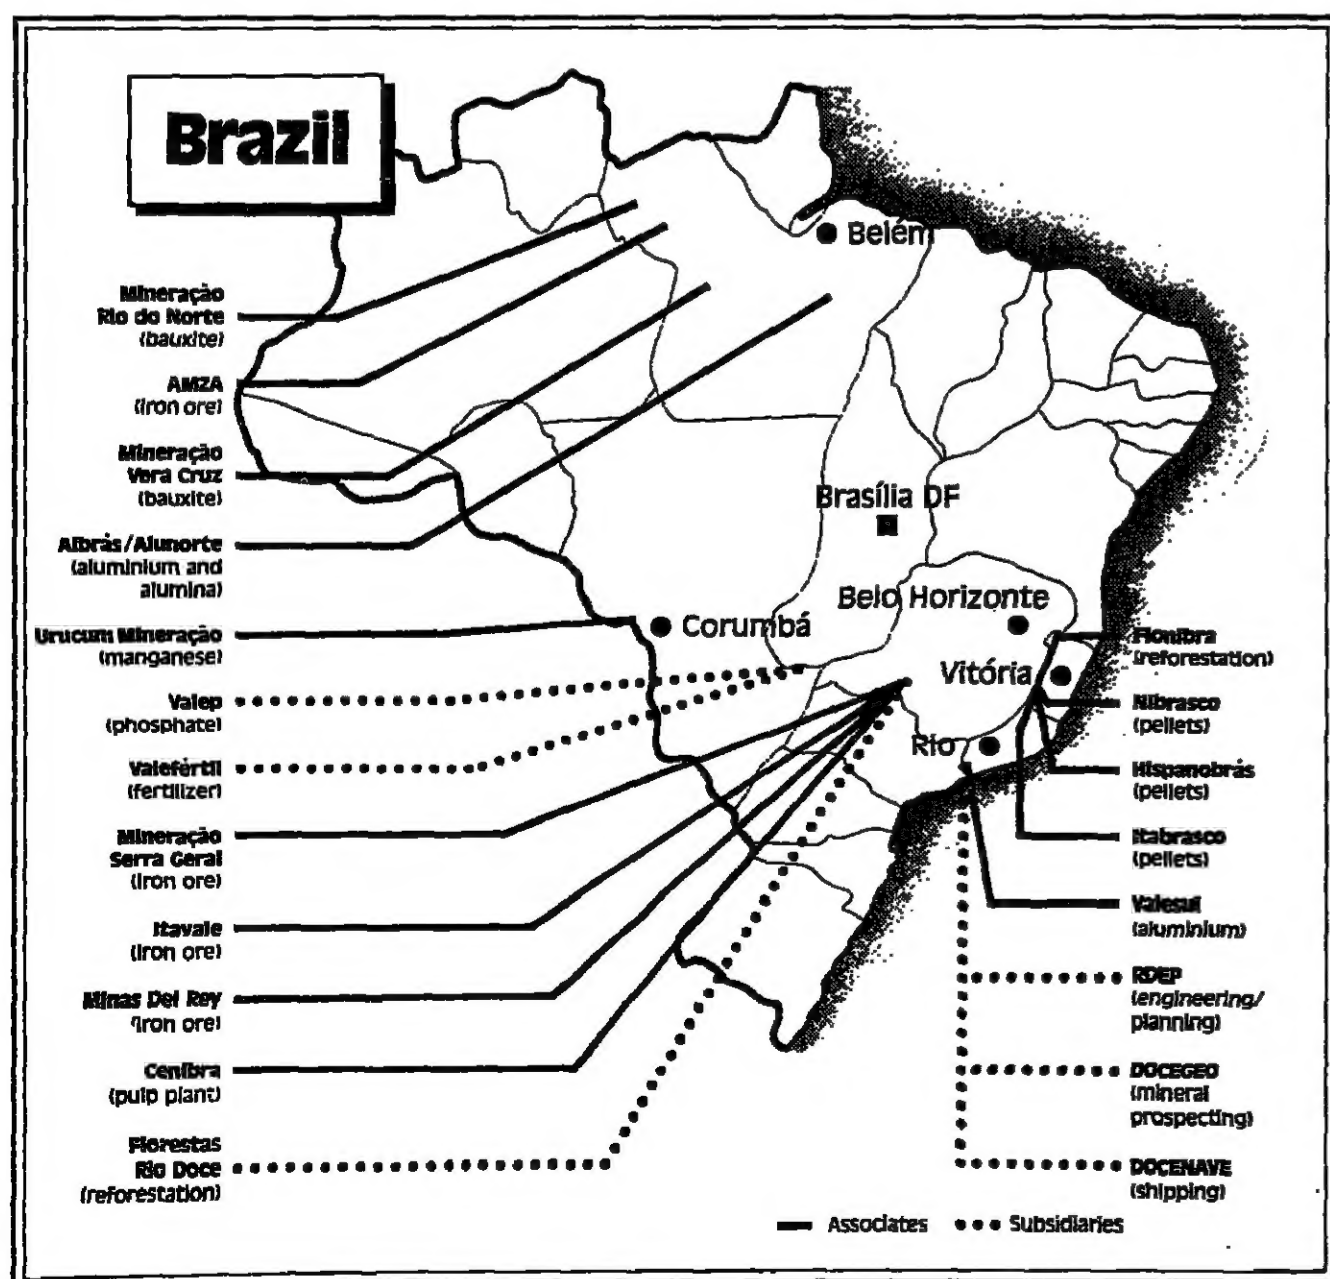 Brazil
Belém
Brasília DF
Belo Horizonte
Corumbá
Vitória
Rio
Mineração
Rio do Norte
(bauxite)
AMZA
(iron ore)
Mineração
Vera Cruz
(bauxite)
Albrás/Alunorte
(aluminium and
alumina)
Urucum Mineração
(manganese)
Valep
(phosphate)
Valefértil
(fertilizer)
Mineração
Serra Geral
(iron ore)
Itavale
(iron ore)
Minas Del Rey
(iron ore)
Cenibra
(pulp plant)
Florestas
Rio Doce
(reforestation)
Flonibra
(reforestation)
Nibrasco
(pellets)
Hispanobrás
(pellets)
Itabrasco
(pellets)
Valesul
(aluminium)
RDEP
(engineering/
planning)
DOCEGEO
(mineral
prospecting)
DOCENAVE
(shipping)
Associates
Subsidiaries